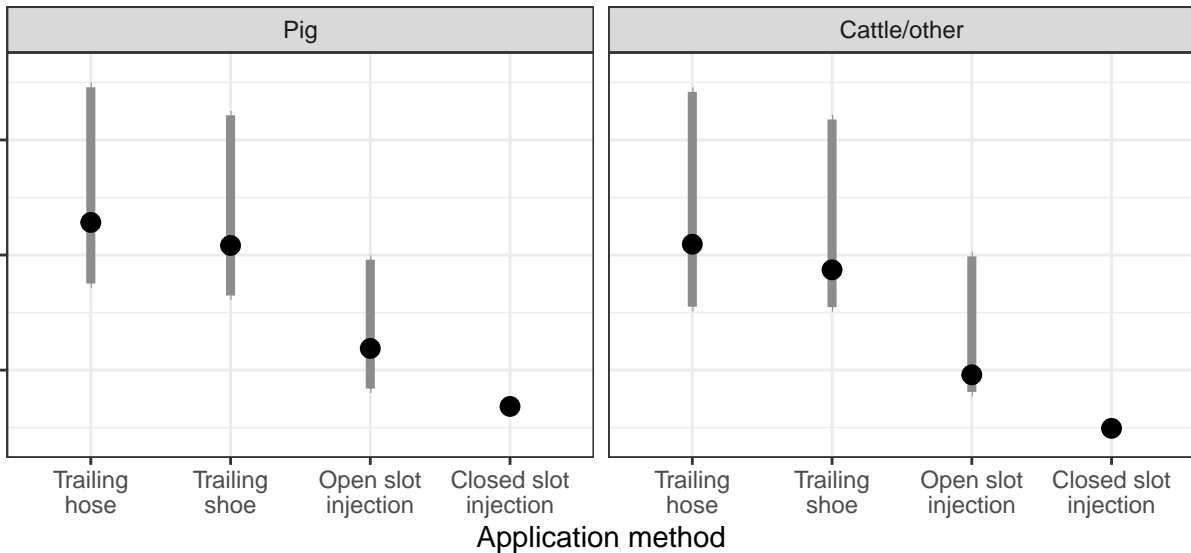 Pig
Cattle/other
Trailing hose
Trailing shoe
Open slot injection
Closed slot injection
Trailing hose
Trailing shoe
Open slot injection
Closed slot injection
Application method